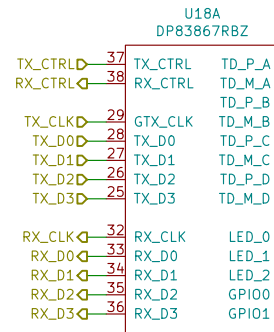 U18A
DP83867RBZ
TX_CTRL 37 TX_CTRL TD_P_A
RX_CTRL 38 RX_CTRL TD_M_A
TD_P_B
TX_CLK 29 GTX_CLK TD_M_B
TX_D0 28 TX_D0 TD_P_C
TX_D1 27 TX_D1 TD_M_C
TX_D2 26 TX_D2 TD_P_D
TX_D3 25 TX_D3 TD_M_D
RX_CLK 32 RX_CLK LED_0
RX_D0 33 RX_D0 LED_1
RX_D1 34 RX_D1 LED_2
RX_D2 35 RX_D2 GPIO0
RX_D3 36 RX_D3 GPIO1